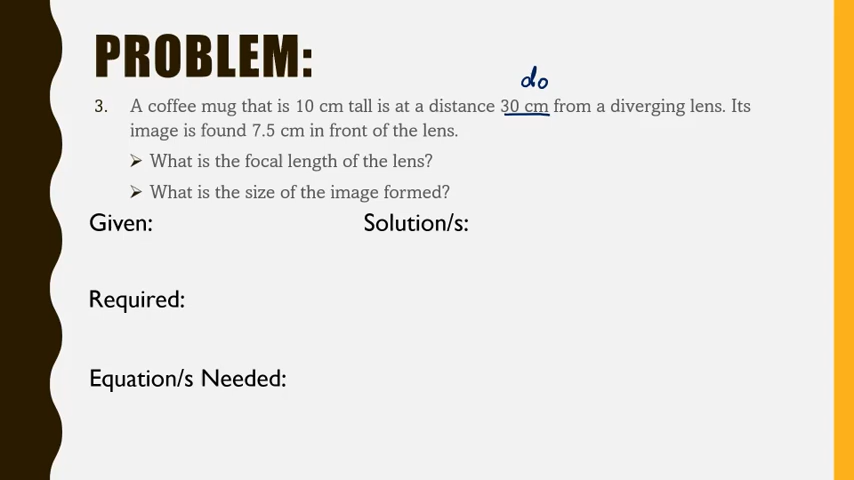 PROBLEM:
do
3. A coffee mug that is 10 cm tall is at a distance 30 cm from a diverging lens. Its
image is found 7.5 cm in front of the lens.
➢ What is the focal length of the lens?
➢ What is the size of the image formed?
Given: Solution/s:
Required:
Equation/s Needed: